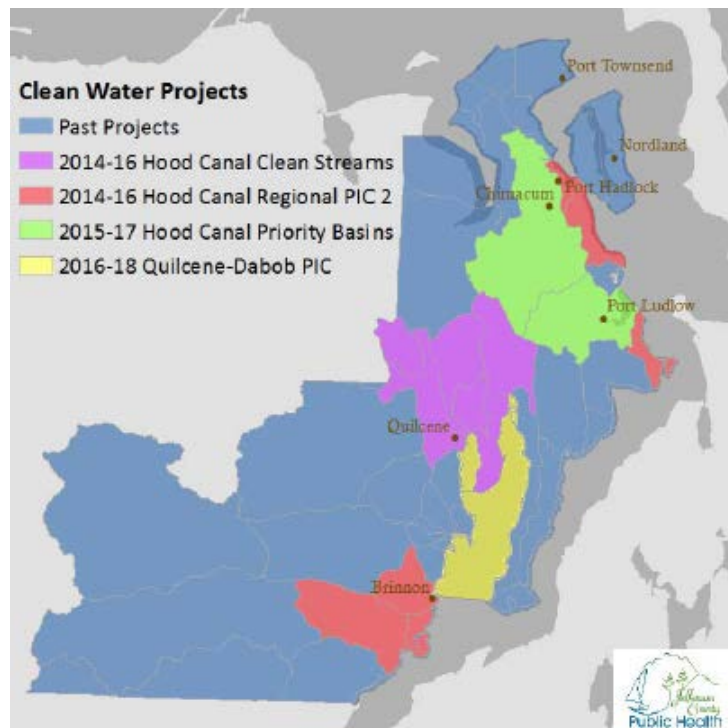 Clean Water Projects
Past Projects
2014-16 Hood Canal Clean Streams
2014-16 Hood Canal Regional PIC 2
2015-17 Hood Canal Priority Basins
2016-18 Quilcene-Dabob PIC
Port Townsend
Nordland
Port Hadlock
Chimacum
Port Ludlow
Quilcene
Brinnon
Jefferson
County
Public Health